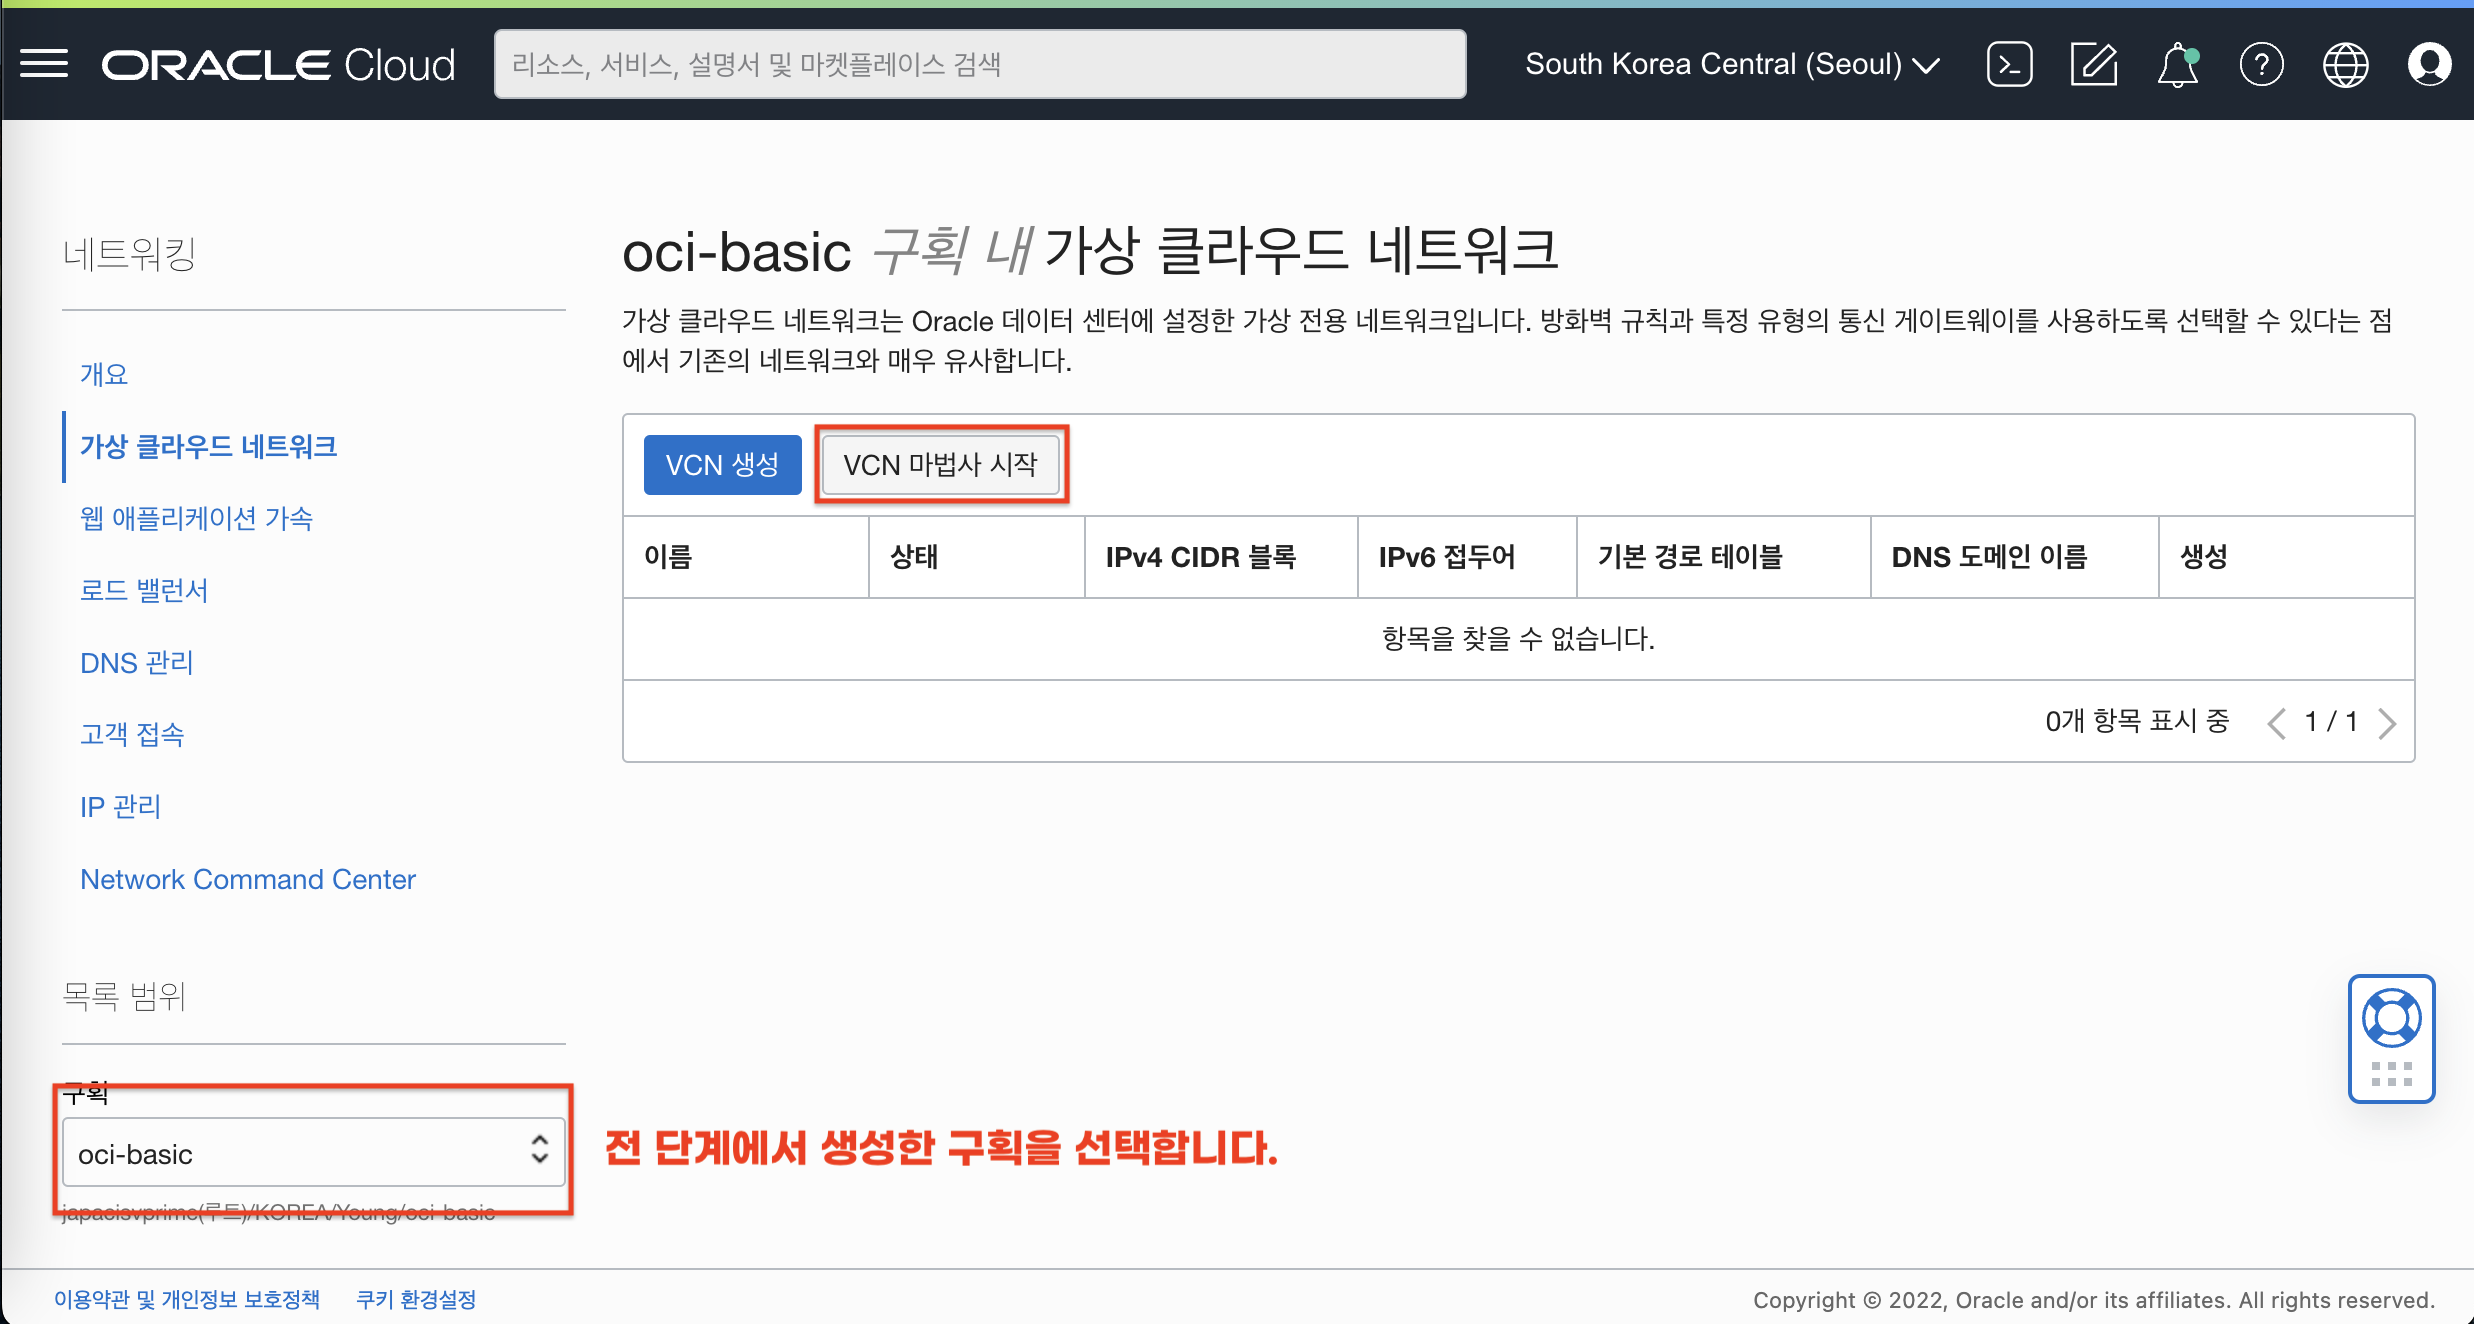 ORACLE Cloud
리소스, 서비스, 설명서 및 마켓플레이스 검색
South Korea Central (Seoul)
네트워킹
개요
가상 클라우드 네트워크
웹 애플리케이션 가속
로드 밸런서
DNS 관리
고객 접속
IP 관리
Network Command Center
목록 범위
구획
oci-basic
japacisvprime(루트)/KOREA/Young/oci-basic
전 단계에서 생성한 구획을 선택합니다.
oci-basic 구획 내 가상 클라우드 네트워크
가상 클라우드 네트워크는 Oracle 데이터 센터에 설정한 가상 전용 네트워크입니다. 방화벽 규칙과 특정 유형의 통신 게이트웨이를 사용하도록 선택할 수 있다는 점
에서 기존의 네트워크와 매우 유사합니다.
VCN 생성 VCN 마법사 시작
이름 상태 IPv4 CIDR 블록 IPv6 접두어 기본 경로 테이블 DNS 도메인 이름 생성
항목을 찾을 수 없습니다.
0개 항목 표시 중 1 / 1
이용약관 및 개인정보 보호정책 쿠키 환경설정
Copyright © 2022, Oracle and/or its affiliates. All rights reserved.